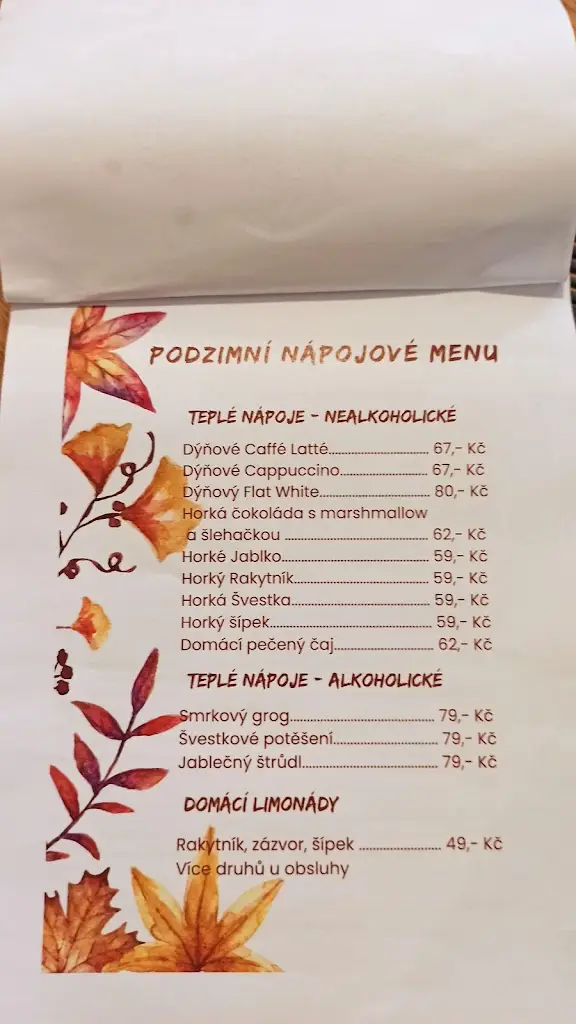 PODZIMNÍ NÁPOJOVÉ MENU
TEPLÉ NÁPOJE - NEALKOHOLICKÉ
Dýňové Caffé Latté............................ 67,- Kč
Dýňové Cappuccino......................... 67,- Kč
Dýňový Flat White............................... 80,- Kč
Horká čokoláda s marshmallow
a šlehačkou ........................................ 62,- Kč
Horké Jablko.......................................... 59,- Kč
Horký Rakytník...................................... 59,- Kč
Horká Švestka....................................... 59,- Kč
Horký šípek............................................. 59,- Kč
Domácí pečený čaj............................ 62,- Kč
TEPLÉ NÁPOJE - ALKOHOLICKÉ
Smrkový grog........................................ 79,- Kč
Švestkové potěšení............................. 79,- Kč
Jablečný štrůdl...................................... 79,- Kč
DOMÁCÍ LIMONÁDY
Rakytník, zázvor, šípek ....................... 49,- Kč
Více druhů u obsluhy